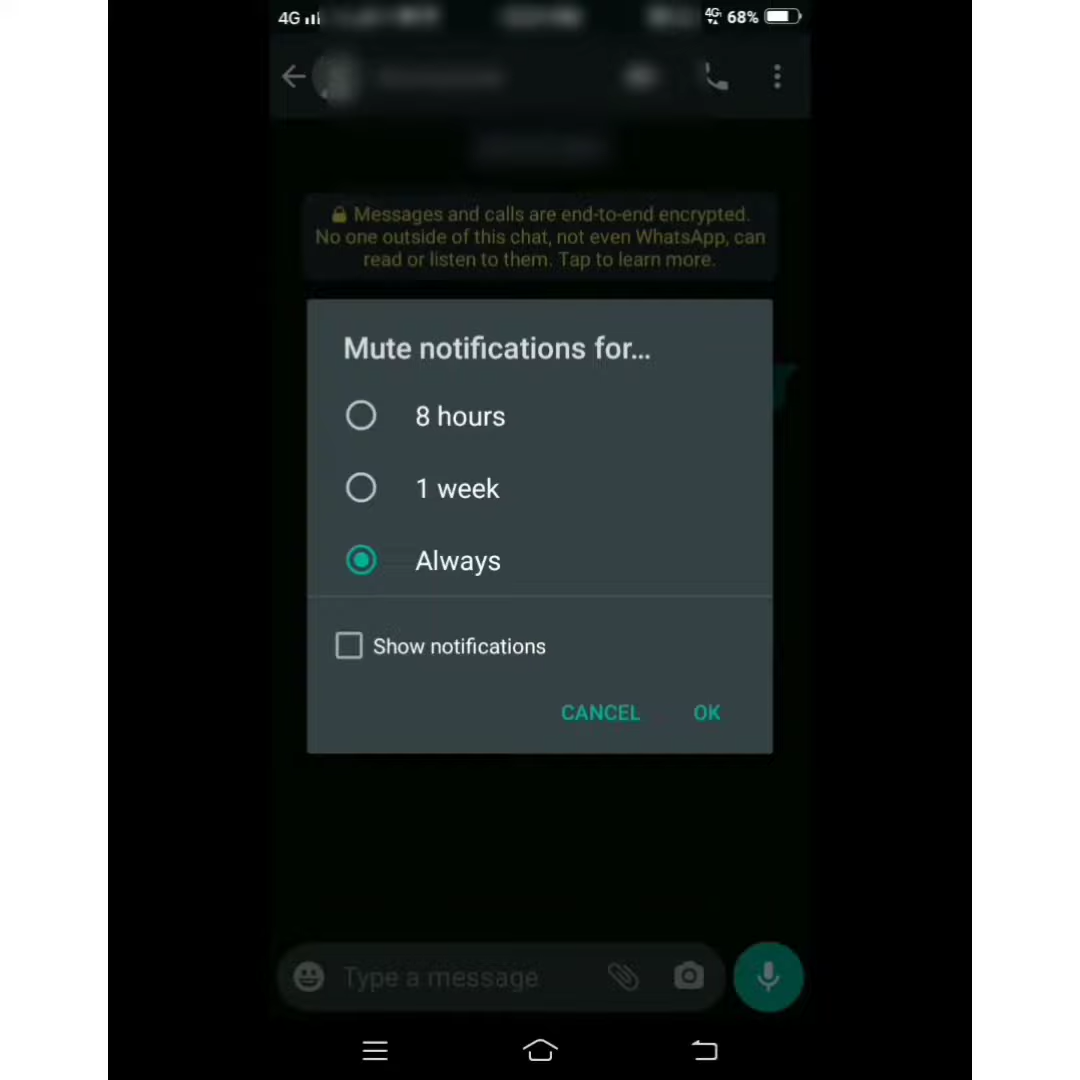 4G 4G 68%
🔒 Messages and calls are end-to-end encrypted.
No one outside of this chat, not even WhatsApp, can
read or listen to them. Tap to learn more.
Mute notifications for...
8 hours
1 week
Always
Show notifications
CANCEL OK
Type a message